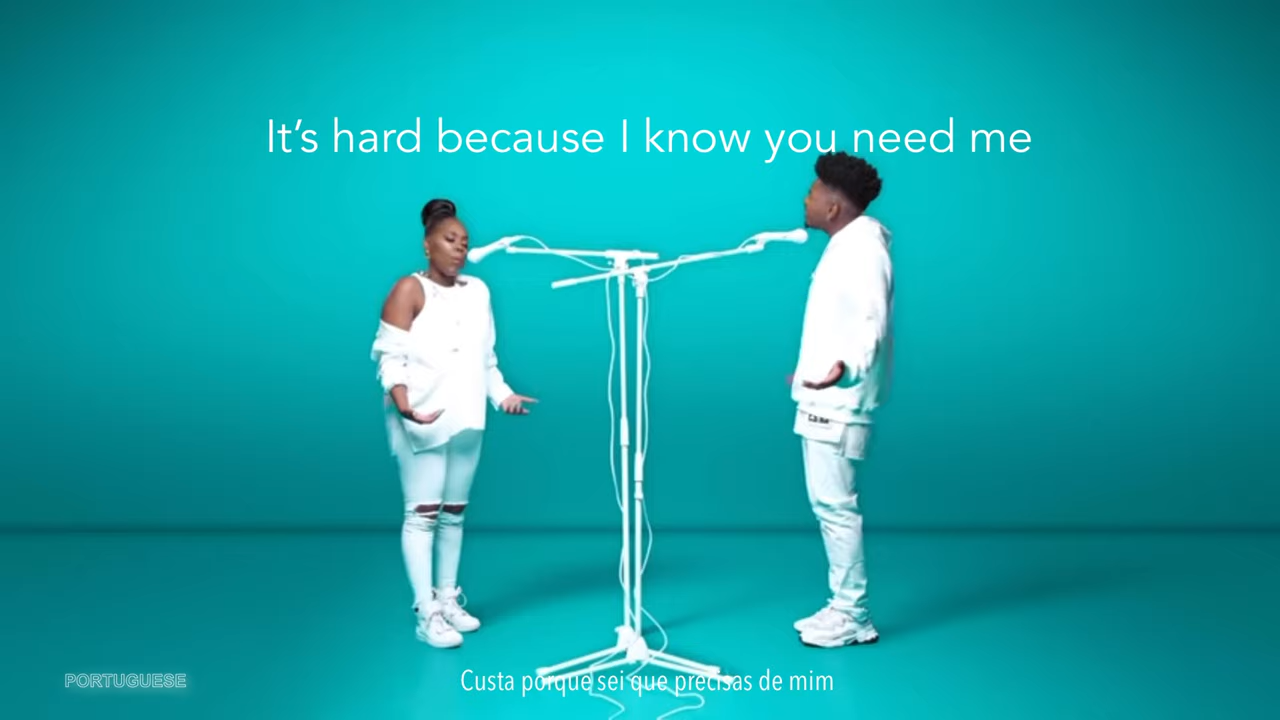 It’s hard because I know you need me
PORTUGUESE
Custa porque sei que precisas de mim